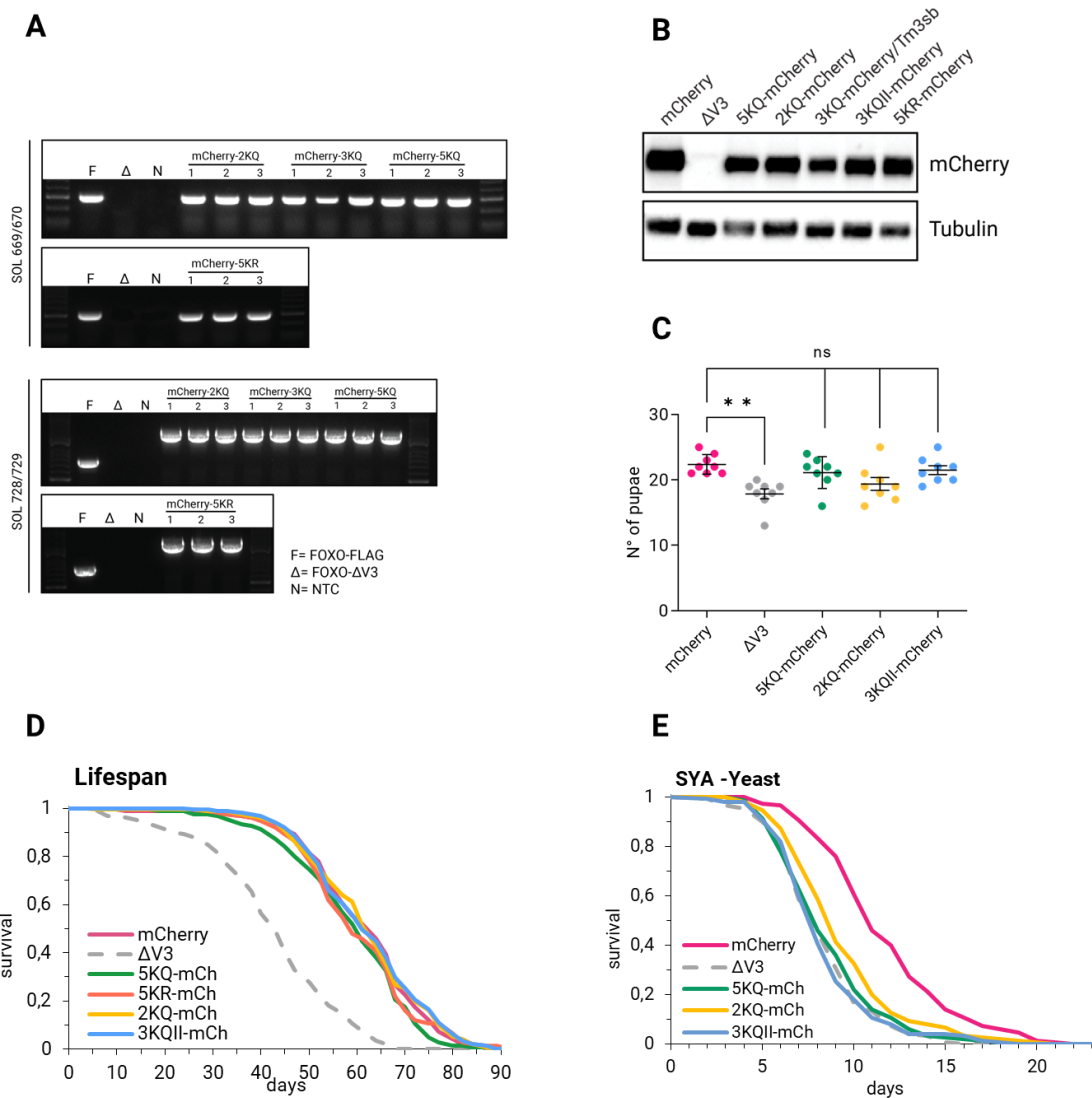 A
SOL 669/670
F Δ N mCherry-2KQ mCherry-3KQ mCherry-5KQ
1 2 3 1 2 3 1 2 3
F Δ N mCherry-5KR
1 2 3
SOL 728/729
F Δ N mCherry-2KQ mCherry-3KQ mCherry-5KQ
1 2 3 1 2 3 1 2 3
F Δ N mCherry-5KR
1 2 3
F= FOXO-FLAG
Δ= FOXO-ΔV3
N= NTC
B
mCherry
ΔV3
5KQ-mCherry
2KQ-mCherry
3KQ-mCherry/Tm3sb
3KQII-mCherry
5KR-mCherry
mCherry
Tubulin
C
ns
* *
N° of pupae
30
20
10
0
mCherry
ΔV3
5KQ-mCherry
2KQ-mCherry
3KQII-mCherry
D
Lifespan
survival
1
0,8
0,6
0,4
0,2
0
mCherry
ΔV3
5KQ-mCh
5KR-mCh
2KQ-mCh
3KQII-mCh
0 10 20 30 40 50 60 70 80 90
days
E
SYA -Yeast
survival
1
0,8
0,6
0,4
0,2
0
mCherry
ΔV3
5KQ-mCh
2KQ-mCh
3KQII-mCh
0 5 10 15 20
days